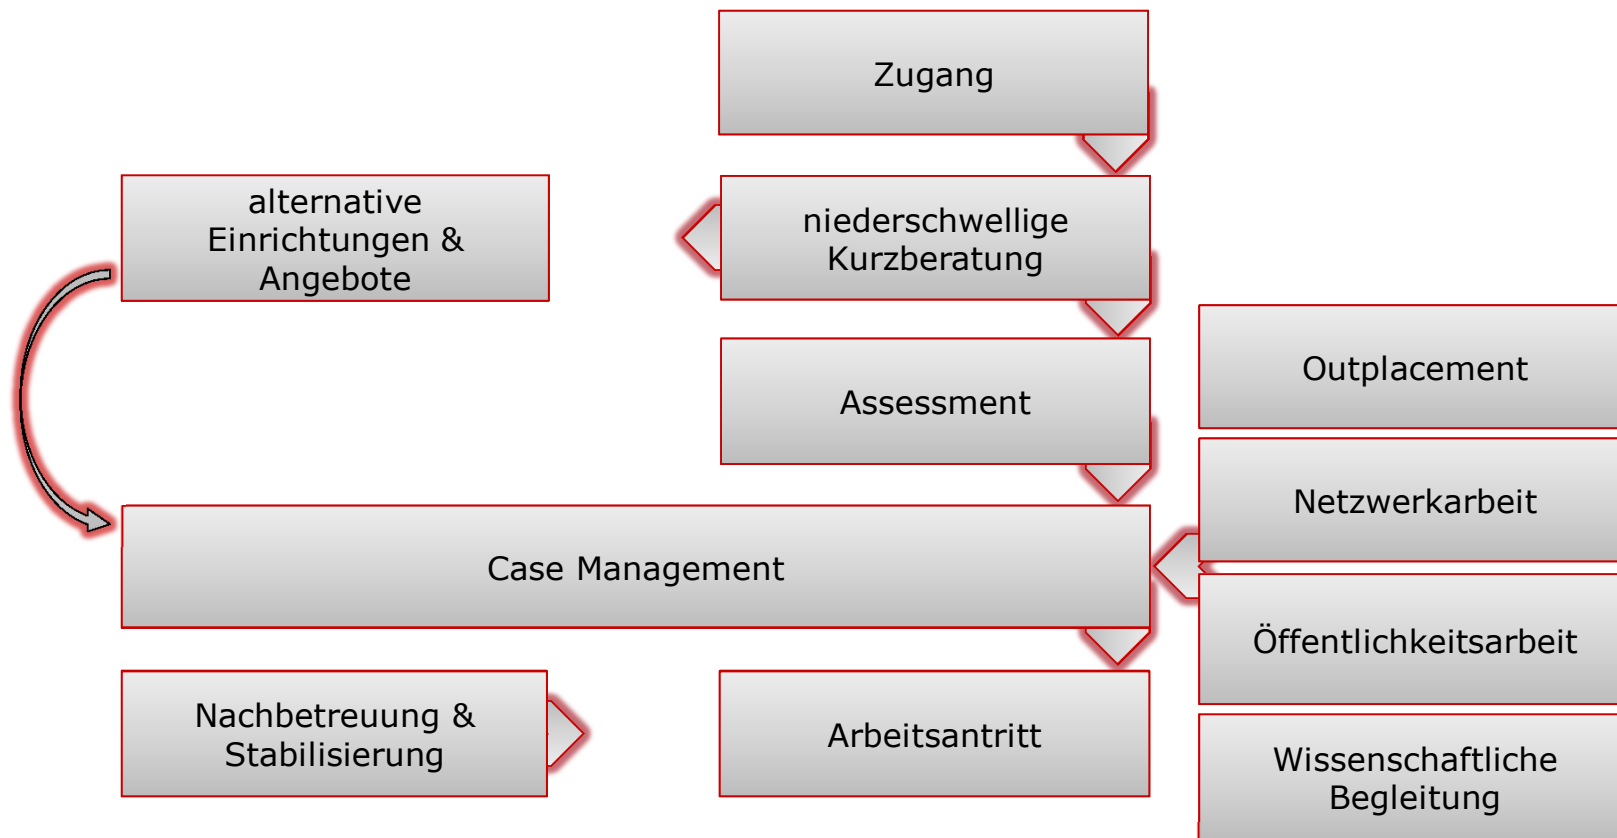 Zugang
alternative
Einrichtungen &
Angebote
niederschwellige
Kurzberatung
Outplacement
Assessment
Netzwerkarbeit
Case Management
Öffentlichkeitsarbeit
Nachbetreuung &
Stabilisierung
Arbeitsantritt
Wissenschaftliche
Begleitung